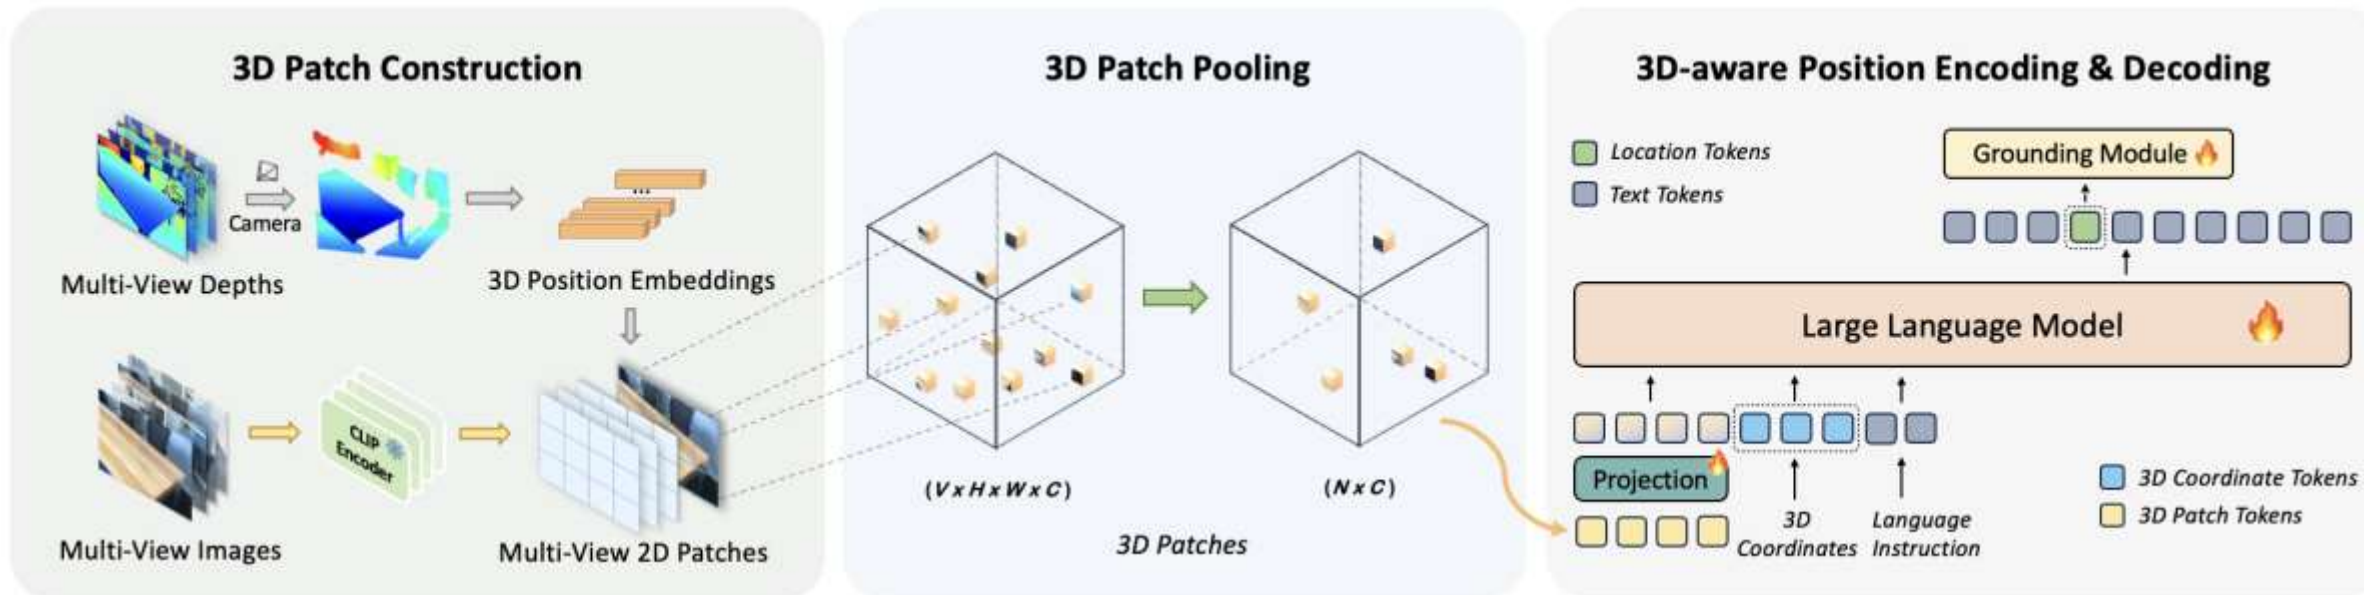 3D Patch Construction
Camera
Multi-View Depths
...
3D Position Embeddings
CLIP
Encoder
Multi-View Images
Multi-View 2D Patches
3D Patch Pooling
(V x H x W x C)
(N x C)
3D Patches
3D-aware Position Encoding & Decoding
Location Tokens
Text Tokens
Grounding Module
Large Language Model
Projection
3D
Coordinates
Language
Instruction
3D Coordinate Tokens
3D Patch Tokens